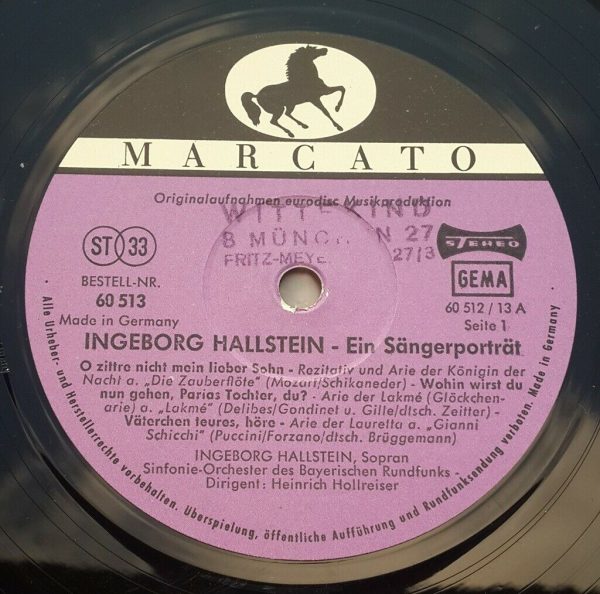 MARCATO
Originalaufnahmen eurodisc Musikproduktion
WITTEKIND
8 MÜNCHEN 27
FRITZ-MEYE 27/3
ST 33
STEREO
GEMA
BESTELL-NR.
60 513
Made in Germany
60 512 / 13 A
Seite 1
INGEBORG HALLSTEIN - Ein Sängerporträt
O zittre nicht mein lieber Sohn - Rezitativ und Arie der Königin der
Nacht a. „Die Zauberflöte" (Mozart/Schikaneder) - Wohin wirst du
nun gehen, Parias Tochter, du? - Arie der Lakmé (Glöckchen-
arie) a. „Lakmé" (Delibes/Gondinet u. Gille/dtsch. Zeitter) -
Väterchen teures, höre - Arie der Lauretta a. „Gianni
Schicchi" (Puccini/Forzano/dtsch. Brüggemann)
INGEBORG HALLSTEIN, Sopran
Sinfonie-Orchester des Bayerischen Rundfunks -
Dirigent: Heinrich Hollreiser
· Alle Urheber- und Herstellerrechte vorbehalten. Überspielung, öffentliche Aufführung und Rundfunksendung verboten. Made in Germany ·